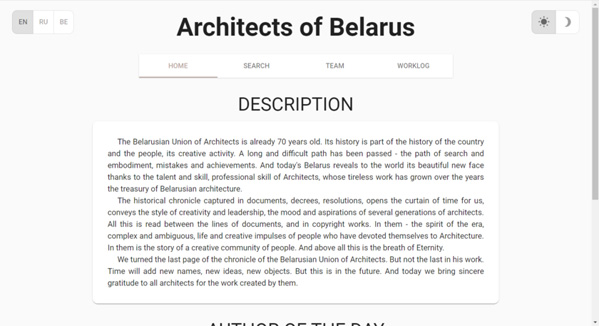 EN RU BE
Architects of Belarus
HOME SEARCH TEAM WORKLOG
DESCRIPTION
The Belarusian Union of Architects is already 70 years old. Its history is part of the history of the country
and the people, its creative activity. A long and difficult path has been passed - the path of search and
embodiment, mistakes and achievements. And today's Belarus reveals to the world its beautiful new face
thanks to the talent and skill, professional skill of Architects, whose tireless work has grown over the years
the treasury of Belarusian architecture.
The historical chronicle captured in documents, decrees, resolutions, opens the curtain of time for us,
conveys the style of creativity and leadership, the mood and aspirations of several generations of architects.
All this is read between the lines of documents, and in copyright works. In them - the spirit of the era,
complex and ambiguous, life and creative impulses of people who have devoted themselves to Architecture.
In them is the story of a creative community of people. And above all this is the breath of Eternity.
We turned the last page of the chronicle of the Belarusian Union of Architects. But not the last in his work.
Time will add new names, new ideas, new objects. But this is in the future. And today we bring sincere
gratitude to all architects for the work created by them.
AUTHOR OF THE DAY